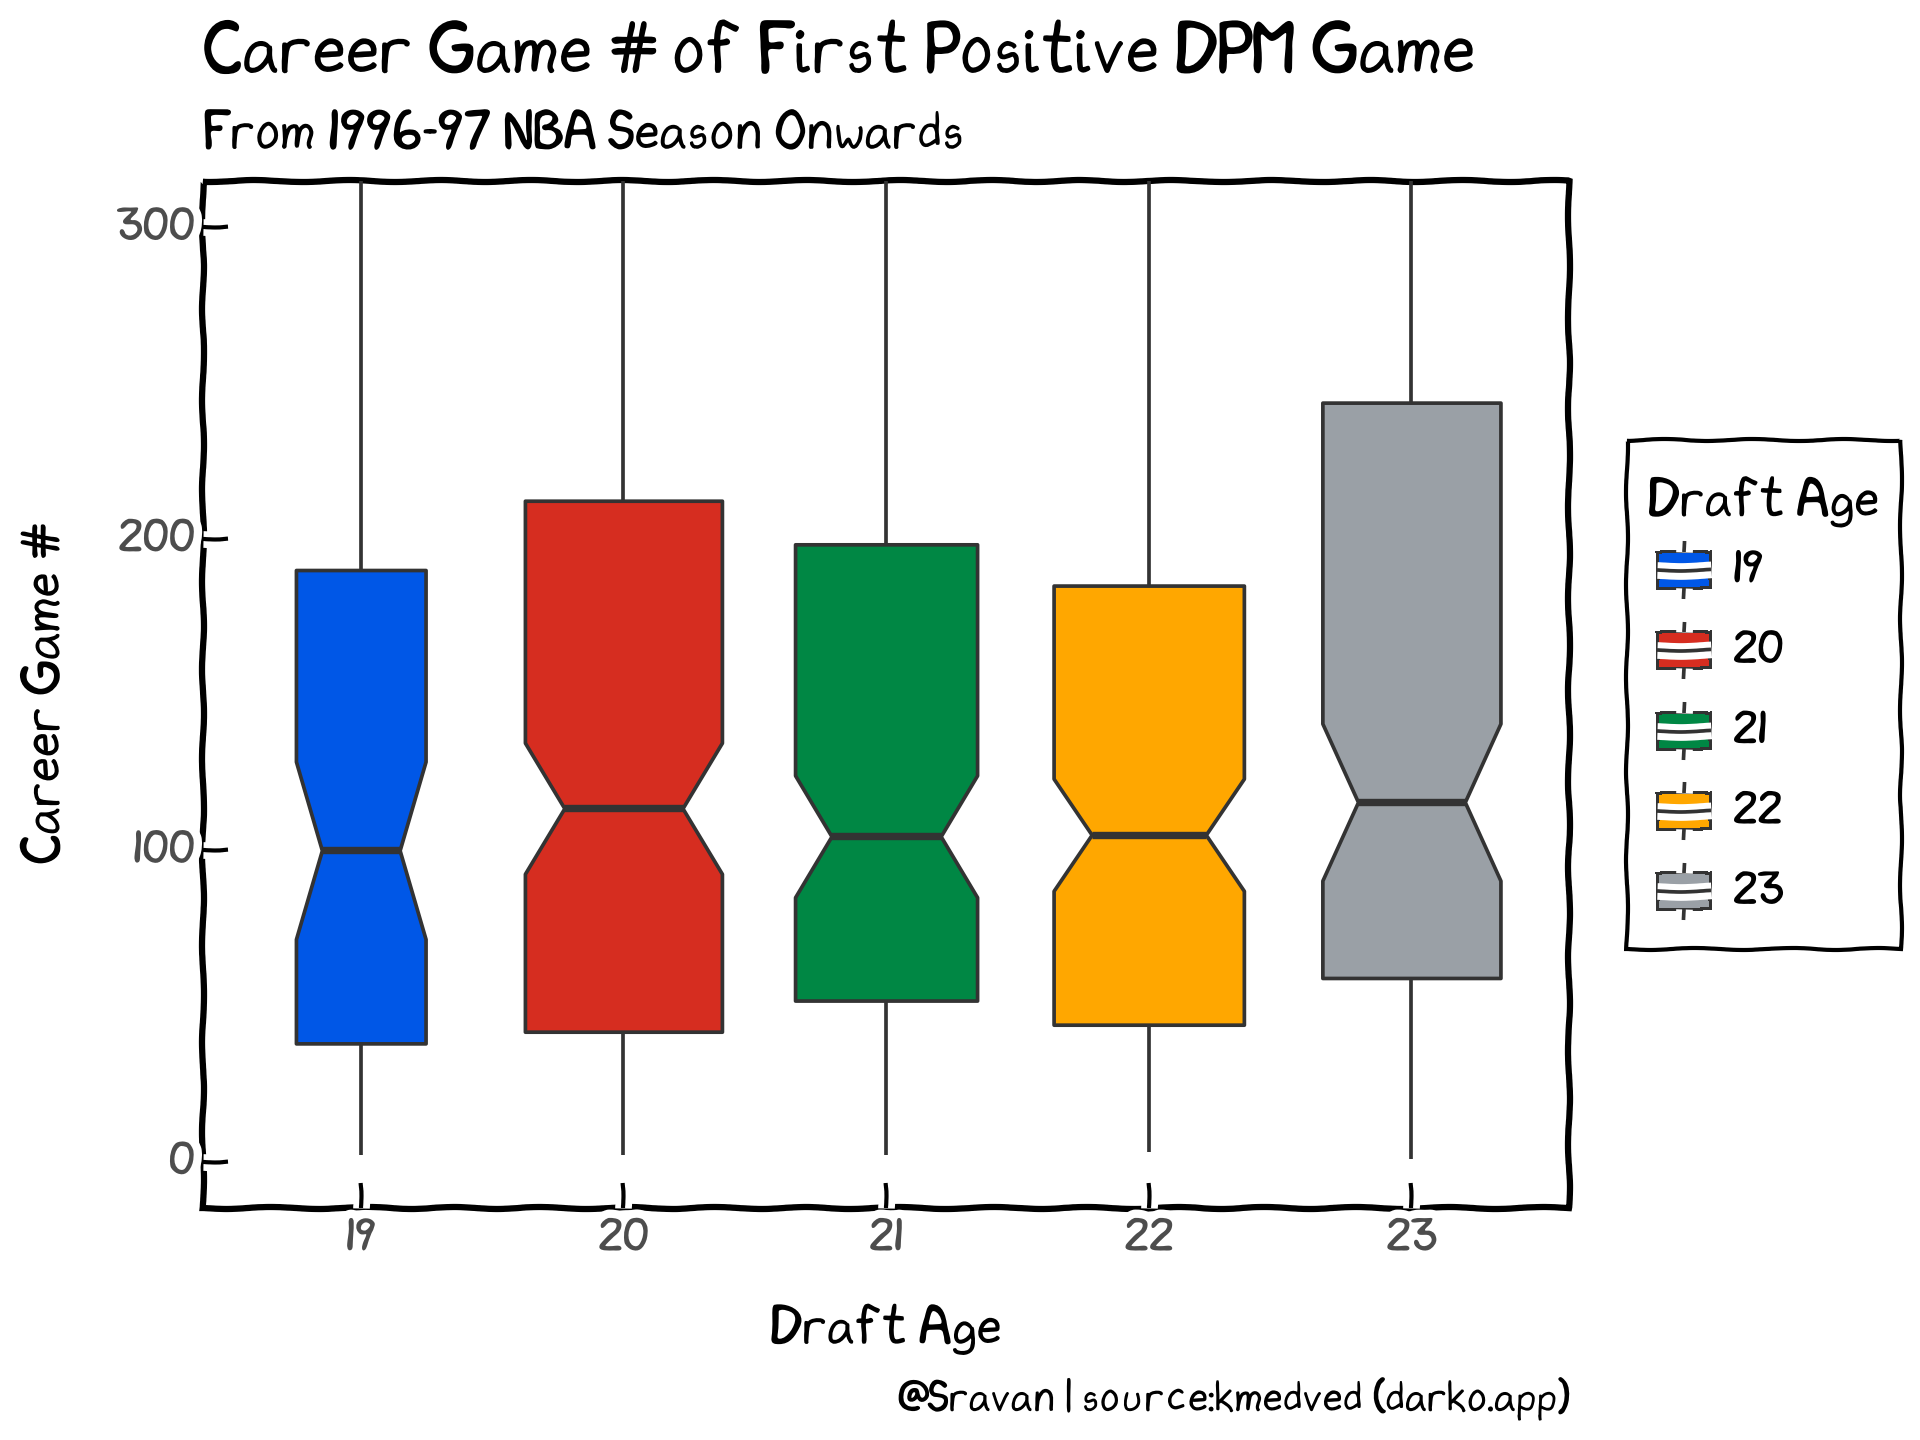 Career Game # of First Positive DPM Game
From 1996-97 NBA Season Onwards
300
200
100
0
Career Game #
19
20
21
22
23
Draft Age
Draft Age
19
20
21
22
23
@Sravan | source:kmedved (darko.app)